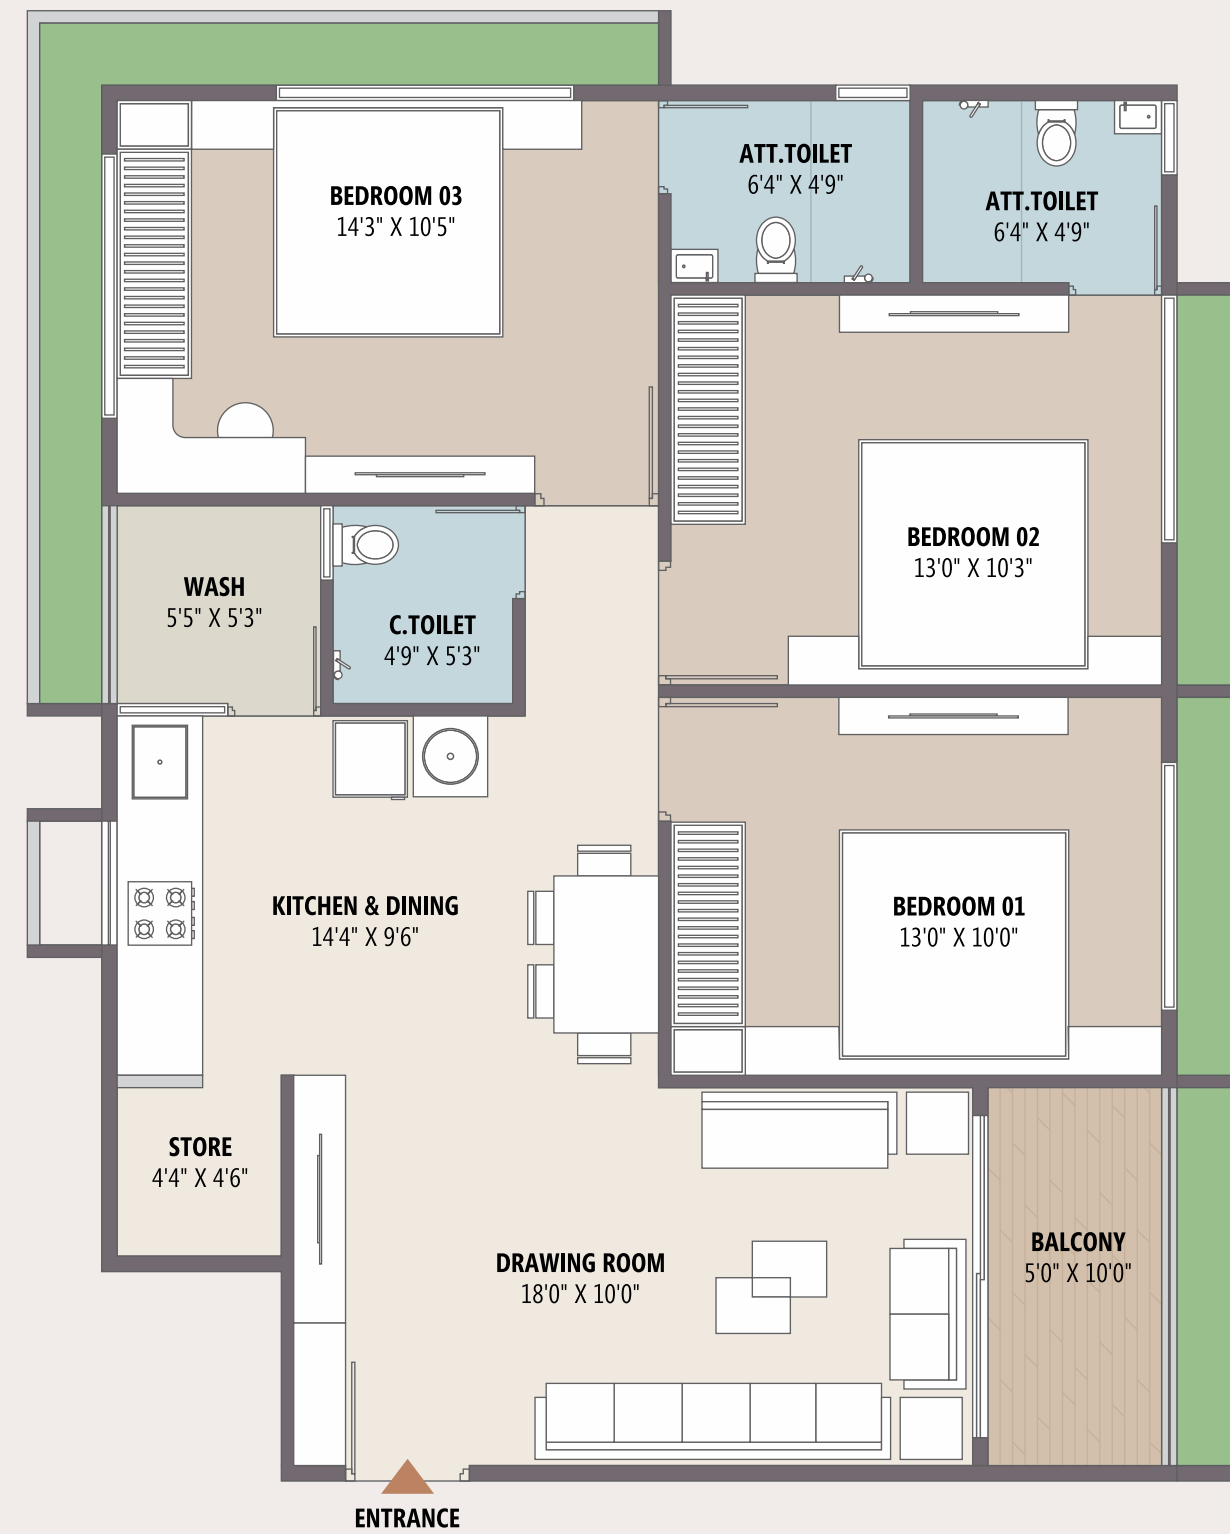 ATT.TOILET
6'4" X 4'9"
BEDROOM 03
14'3" X 10'5"
ATT.TOILET
6'4" X 4'9"
BEDROOM 02
13'0" X 10'3"
WASH
5'5" X 5'3"
C.TOILET
4'9" X 5'3"
KITCHEN & DINING
14'4" X 9'6"
BEDROOM 01
13'0" X 10'0"
STORE
4'4" X 4'6"
DRAWING ROOM
18'0" X 10'0"
BALCONY
5'0" X 10'0"
ENTRANCE